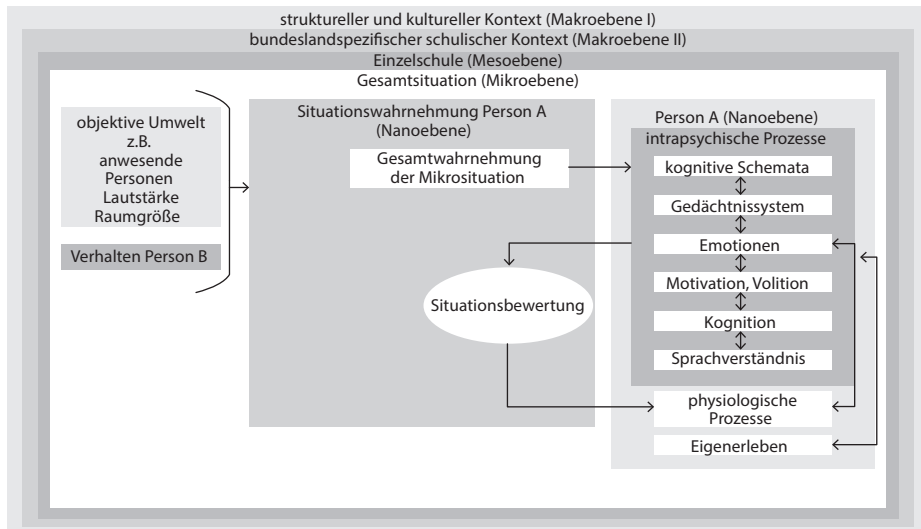 struktureller und kultureller Kontext (Makroebene I)
bundeslandspezifischer schulischer Kontext (Makroebene II)
Einzelschule (Mesoebene)
Gesamtsituation (Mikroebene)
objektive Umwelt
z.B.
anwesende
Personen
Lautstärke
Raumgröße
Verhalten Person B
Situationswahrnehmung Person A
(Nanoebene)
Gesamtwahrnehmung
der Mikrosituation
Situationsbewertung
Person A (Nanoebene)
intrapsychische Prozesse
kognitive Schemata
Gedächtnissystem
Emotionen
Motivation, Volition
Kognition
Sprachverständnis
physiologische
Prozesse
Eigenerleben